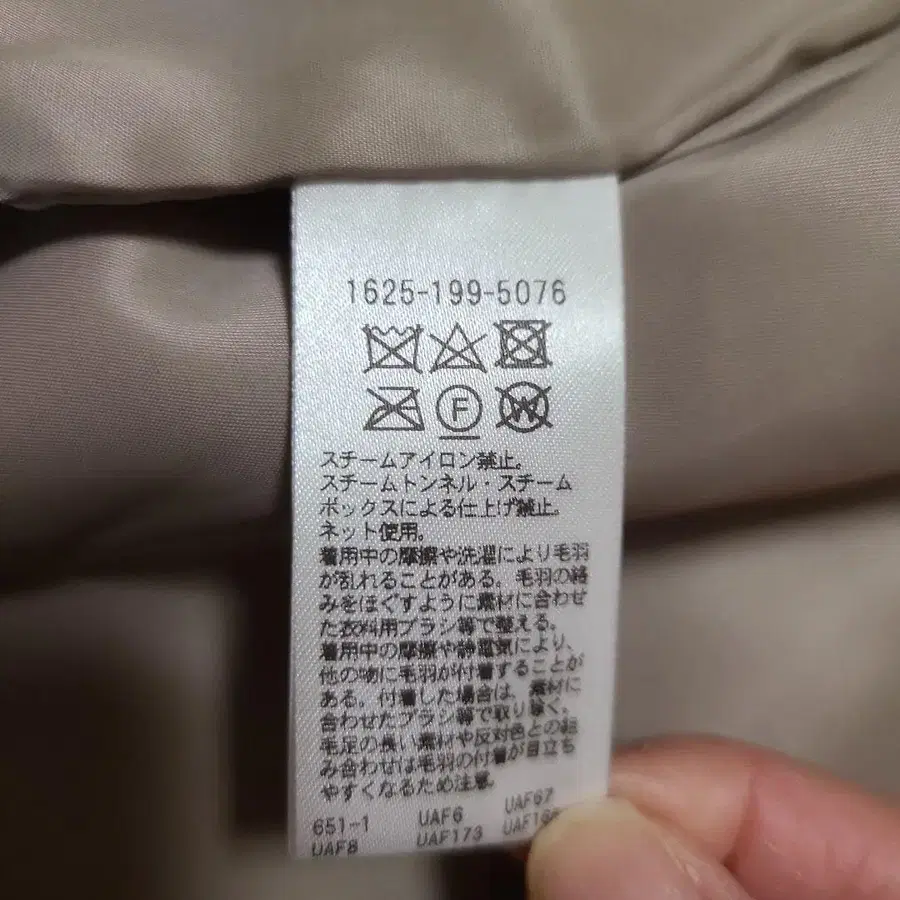 1625-199-5076
F
W
スチームアイロン禁止。
スチームトンネル・スチーム
ボックスによる仕上げ禁止。
ネット使用。
着用中の摩擦や洗濯により毛羽
が乱れることがある。毛羽の絡
みをほぐすように素材に合わせ
た衣料用ブラシ等で整える。
着用中の摩擦や静電気により、
他の物に毛羽が付着することが
ある。付着した場合は、素材に
合わせたブラシ等で取り除く。
毛足の長い素材や反対色との組
み合わせは毛羽の付着が目立ち
やすくなるため注意。
651-1 UAF6 UAF67
UAF8 UAF173